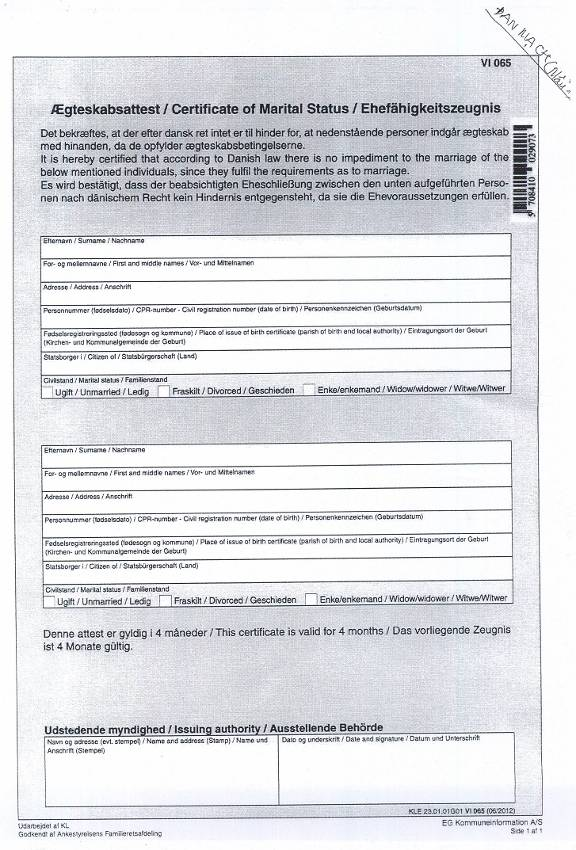 ĐAN MẠCH (Mẫu 
VI 065
Ægteskabsattest / Certificate of Marital Status / Ehefähigkeitszeugnis
Det bekræftes, at der efter dansk ret intet er til hinder for, at nedenstående personer indgår ægteskab
med hinanden, da de opfylder ægteskabsbetingelserne.
It is hereby certified that according to Danish law there is no impediment to the marriage of the
below mentioned individuals, since they fulfil the requirements as to marriage.
Es wird bestätigt, dass der beabsichtigten Eheschließung zwischen den unten aufgeführten Perso-
nen nach dänischem Recht kein Hindernis entgegensteht, da sie die Ehevoraussetzungen erfüllen.
9 708410 029073
Efternavn / Surname / Nachname
For- og mellemnavne / First and middle names / Vor- und Mittelnamen
Adresse / Address / Anschrift
Personnummer (fødselsdato) / CPR-number - Civil registration number (date of birth) / Personenkennzeichen (Geburtsdatum)
Fødselsregistreringssted (fødesogn og kommune) / Place of issue of birth certificate (parish of birth and local authority) / Eintragungsort der Geburt
(Kirchen- und Kommunalgemeinde der Geburt)
Statsborger i / Citizen of / Statsbürgerschaft (Land)
Civilstand / Marital status / Familienstand
Ugift / Unmarried / Ledig Fraskilt / Divorced / Geschieden Enke/enkemand / Widow/widower / Witwe/Witwer
Efternavn / Surname / Nachname
For- og mellemnavne / First and middle names / Vor- und Mittelnamen
Adresse / Address / Anschrift
Personnummer (fødselsdato) / CPR-number - Civil registration number (date of birth) / Personenkennzeichen (Geburtsdatum)
Fødselsregistreringssted (fødesogn og kommune) / Place of issue of birth certificate (parish of birth and local authority) / Eintragungsort der Geburt
(Kirchen- und Kommunalgemeinde der Geburt)
Statsborger i / Citizen of / Statsbürgerschaft (Land)
Civilstand / Marital status / Familienstand
Ugift / Unmarried / Ledig Fraskilt / Divorced / Geschieden Enke/enkemand / Widow/widower / Witwe/Witwer
Denne attest er gyldig i 4 måneder / This certificate is valid for 4 months / Das vorliegende Zeugnis
ist 4 Monate gültig.
Udstedende myndighed / Issuing authority / Ausstellende Behörde
Navn og adresse (evt. stempel) / Name and address (Stamp) / Name und
Anschrift (Stempel)
Dato og underskrift / Date and signature / Datum und Unterschrift
KLE 23.01.01G01 VI 065 (06/2012)
Udarbejdet af KL
Godkendt af Ankestyrelsens Familieretsafdeling
EG Kommuneinformation A/S
Side 1 af 1